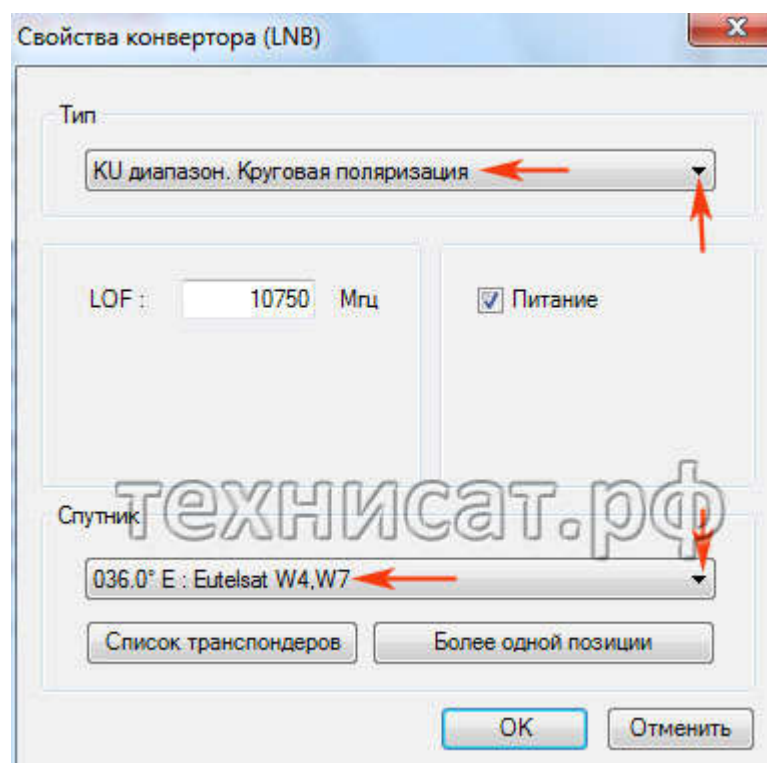 Свойства конвертора (LNB)
Тип
KU диапазон. Круговая поляризация
LOF :
10750
Мгц
Питание
технисат.рф
Спутник
036.0° E : Eutelsat W4,W7
Список транспондеров
Более одной позиции
OK
Отменить